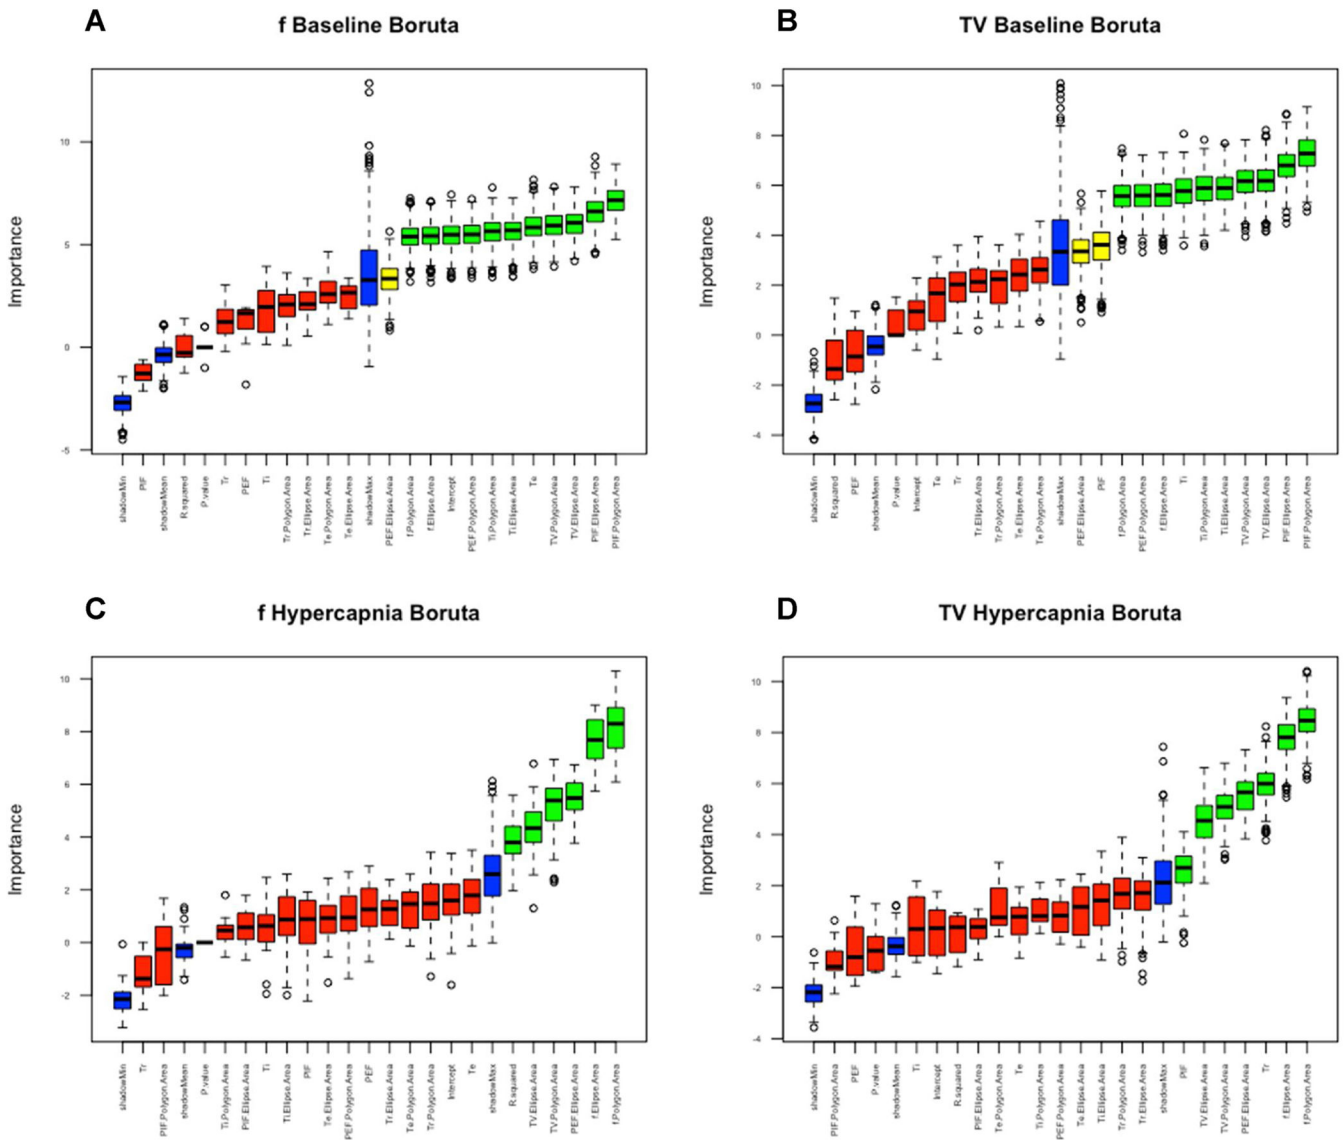 A
f Baseline Boruta
Importance
10
5
0
-5
shadowMin
PIF
shadowMean
R.squared
P.value
Tr
PEF
Ti
Tr.Polygon.Area
Tr.Ellipse.Area
Te.Polygon.Area
Te.Ellipse.Area
shadowMax
PEF.Ellipse.Area
f.Polygon.Area
f.Ellipse.Area
Intercept
PEF.Polygon.Area
Ti.Polygon.Area
Ti.Ellipse.Area
Te
TV.Polygon.Area
TV.Ellipse.Area
PIF.Ellipse.Area
PIF.Polygon.Area
B
TV Baseline Boruta
Importance
10
8
6
4
2
0
-2
-4
shadowMin
R.squared
PEF
shadowMean
P.value
Intercept
Te
Tr
Tr.Ellipse.Area
Tr.Polygon.Area
Te.Ellipse.Area
Te.Polygon.Area
shadowMax
PEF.Ellipse.Area
PIF
f.Polygon.Area
PEF.Polygon.Area
f.Ellipse.Area
Ti
Ti.Polygon.Area
Ti.Ellipse.Area
TV.Polygon.Area
TV.Ellipse.Area
PIF.Ellipse.Area
PIF.Polygon.Area
C
f Hypercapnia Boruta
Importance
10
8
6
4
2
0
-2
shadowMin
Tr
PIF.Polygon.Area
shadowMean
P.value
Ti.Polygon.Area
PIF.Ellipse.Area
Ti
Ti.Ellipse.Area
PIF
Te.Ellipse.Area
PEF.Polygon.Area
PEF
Tr.Ellipse.Area
Te.Polygon.Area
Tr.Polygon.Area
Intercept
Te
shadowMax
R.squared
TV.Ellipse.Area
TV.Polygon.Area
PEF.Ellipse.Area
f.Ellipse.Area
f.Polygon.Area
D
TV Hypercapnia Boruta
Importance
10
8
6
4
2
0
-2
-4
shadowMin
PIF.Polygon.Area
PEF
P.value
shadowMean
Ti
Intercept
R.squared
PIF.Ellipse.Area
Te.Polygon.Area
Te
Ti.Polygon.Area
PEF.Polygon.Area
Te.Ellipse.Area
Ti.Ellipse.Area
Tr.Polygon.Area
Tr.Ellipse.Area
shadowMax
PIF
TV.Ellipse.Area
TV.Polygon.Area
PEF.Ellipse.Area
Tr
f.Ellipse.Area
f.Polygon.Area